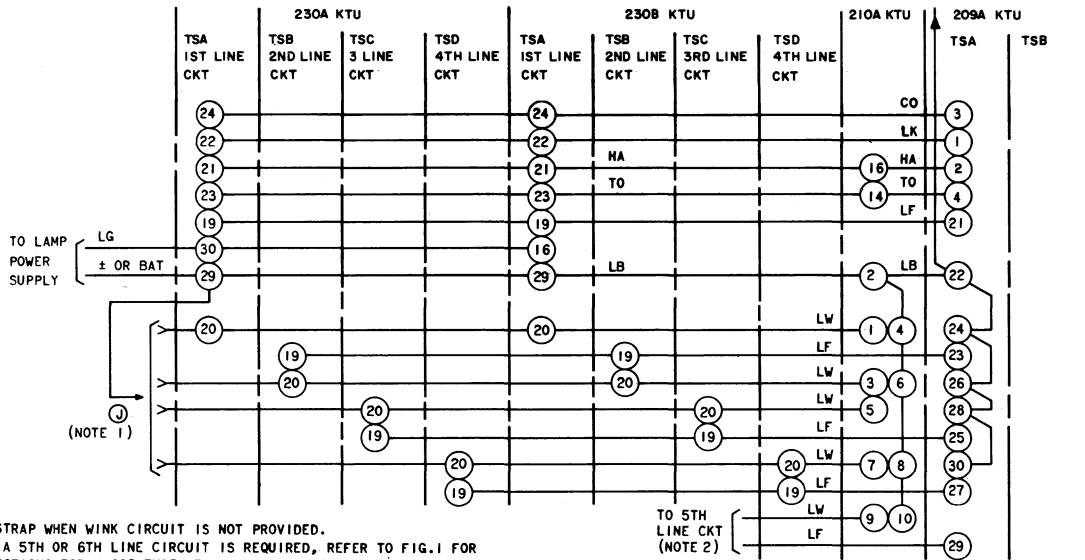 230A KTU 230B KTU 210A KTU 209A KTU
TSA TSB TSC TSD TSA TSB TSC TSD TSA TSB
1ST LINE 2ND LINE 3 LINE 4TH LINE 1ST LINE 2ND LINE 3RD LINE 4TH LINE
CKT CKT CKT CKT CKT CKT CKT CKT
24 24 CO 3
22 22 LK 1
21 21 HA 16 HA 2
23 23 TO 14 TO 4
19 19 LF 21
TO LAMP
POWER
SUPPLY
LG 30 16
± OR BAT 29 29 LB 2 LB 22
20 20 LW 1 4 24
19 19 LF 23
20 20 LW 3 6 26
20 20 LW 5 28
J
(NOTE 1)
19 19 LF 25
20 20 LW 7 8 30
19 19 LF 27
TO 5TH
LINE CKT
(NOTE 2)
LW 9 10
LF 29
STRAP WHEN WINK CIRCUIT IS NOT PROVIDED.
A 5TH OR 6TH LINE CIRCUIT IS REQUIRED, REFER TO FIG.1 FOR